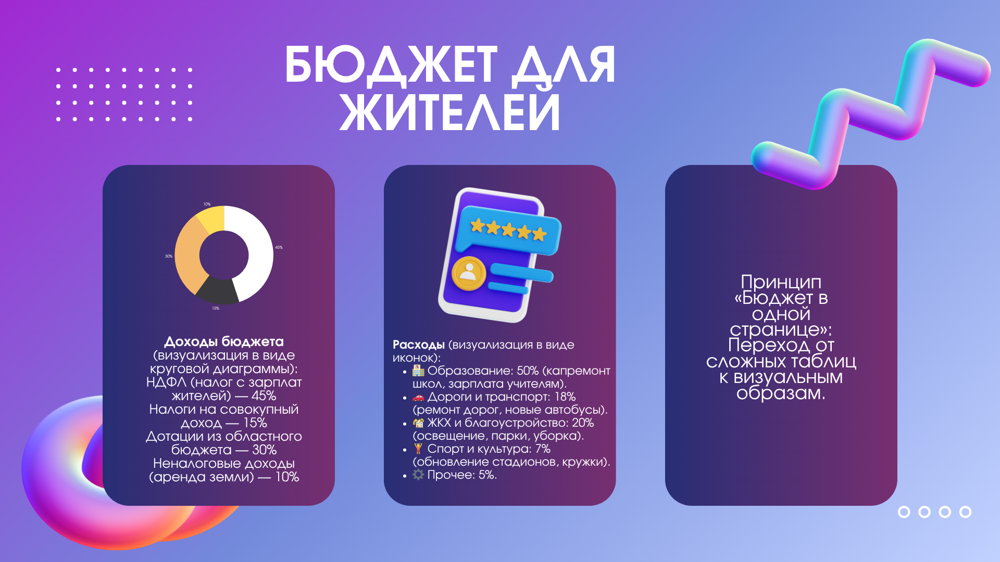 БЮДЖЕТ ДЛЯ
ЖИТЕЛЕЙ
10%
45%
30%
15%
Доходы бюджета
(визуализация в виде
круговой диаграммы):
НДФЛ (налог с зарплат
жителей) — 45%
Налоги на совокупный
доход — 15%
Дотации из областного
бюджета — 30%
Неналоговые доходы
(аренда земли) — 10%
Расходы (визуализация в виде
иконок):
• 🏫 Образование: 50% (капремонт
школ, зарплата учителям).
• 🚗 Дороги и транспорт: 18%
(ремонт дорог, новые автобусы).
• 🏘️ ЖКХ и благоустройство: 20%
(освещение, парки, уборка).
• 🏋️ Спорт и культура: 7%
(обновление стадионов, кружки).
• ⚙️ Прочее: 5%.
Принцип
«Бюджет в
одной
странице»:
Переход от
сложных таблиц
к визуальным
образам.